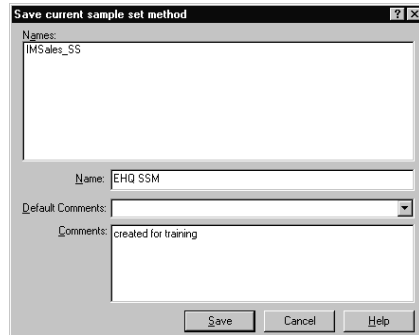 Save current sample set method
Names:
IMSales_SS
Name: EHQ SSM
Default Comments:
Comments: created for training
Save Cancel Help